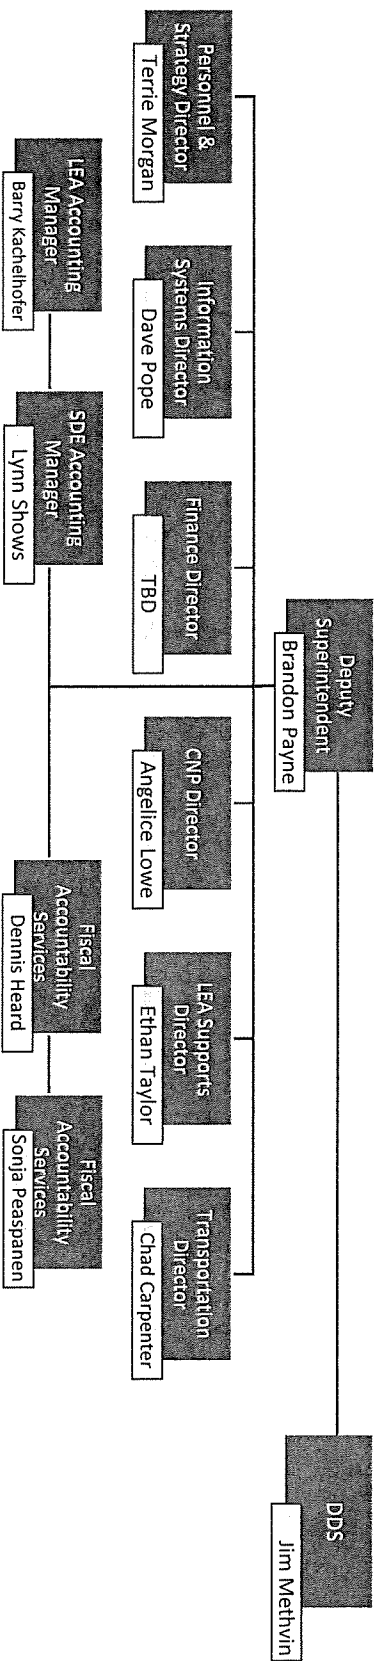 Deputy
Superintendent
Brandon Payne
DDS
Jim Methvin
Personnel &
Strategy Director
Terrie Morgan
Information
Systems Director
Dave Pope
Finance Director
TBD
CNP Director
Angelice Lowe
LEA Supports
Director
Ethan Taylor
Transportation
Director
Chad Carpenter
LEA Accounting
Manager
Barry Kachelhofer
SDE Accounting
Manager
Lynn Shows
Fiscal
Accountability
Services
Dennis Heard
Fiscal
Accountability
Services
Sonja Peaspanen